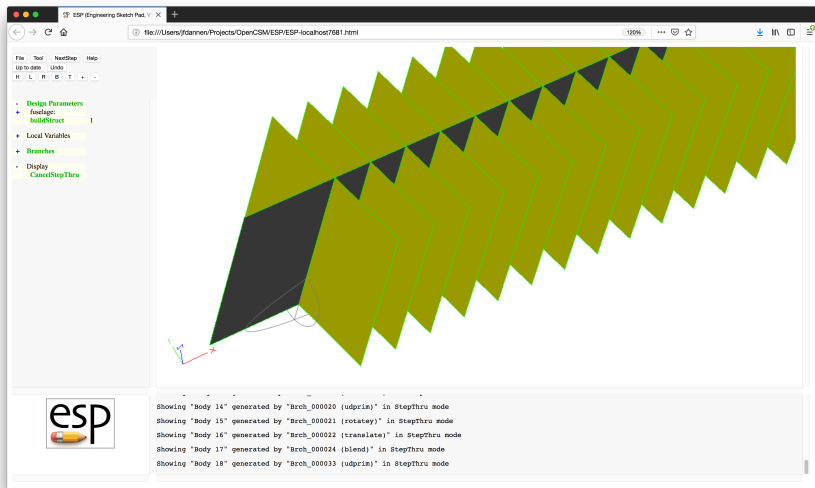 ESP (Engineering Sketch Pad, V
file:///Users/jfdannen/Projects/OpenCSM/ESP/ESP-localhost7681.html
120%
File Tool NextStep Help
Up to date Undo
H L R B T + -
- Design Parameters
+ fuselage:
buildStruct 1
+ Local Variables
+ Branches
- Display
CancelStepThru
esp
Showing "Body 14" generated by "Brch_000020 (udprim)" in StepThru mode
Showing "Body 15" generated by "Brch_000021 (rotatey)" in StepThru mode
Showing "Body 16" generated by "Brch_000022 (translate)" in StepThru mode
Showing "Body 17" generated by "Brch_000024 (blend)" in StepThru mode
Showing "Body 18" generated by "Brch_000033 (udprim)" in StepThru mode